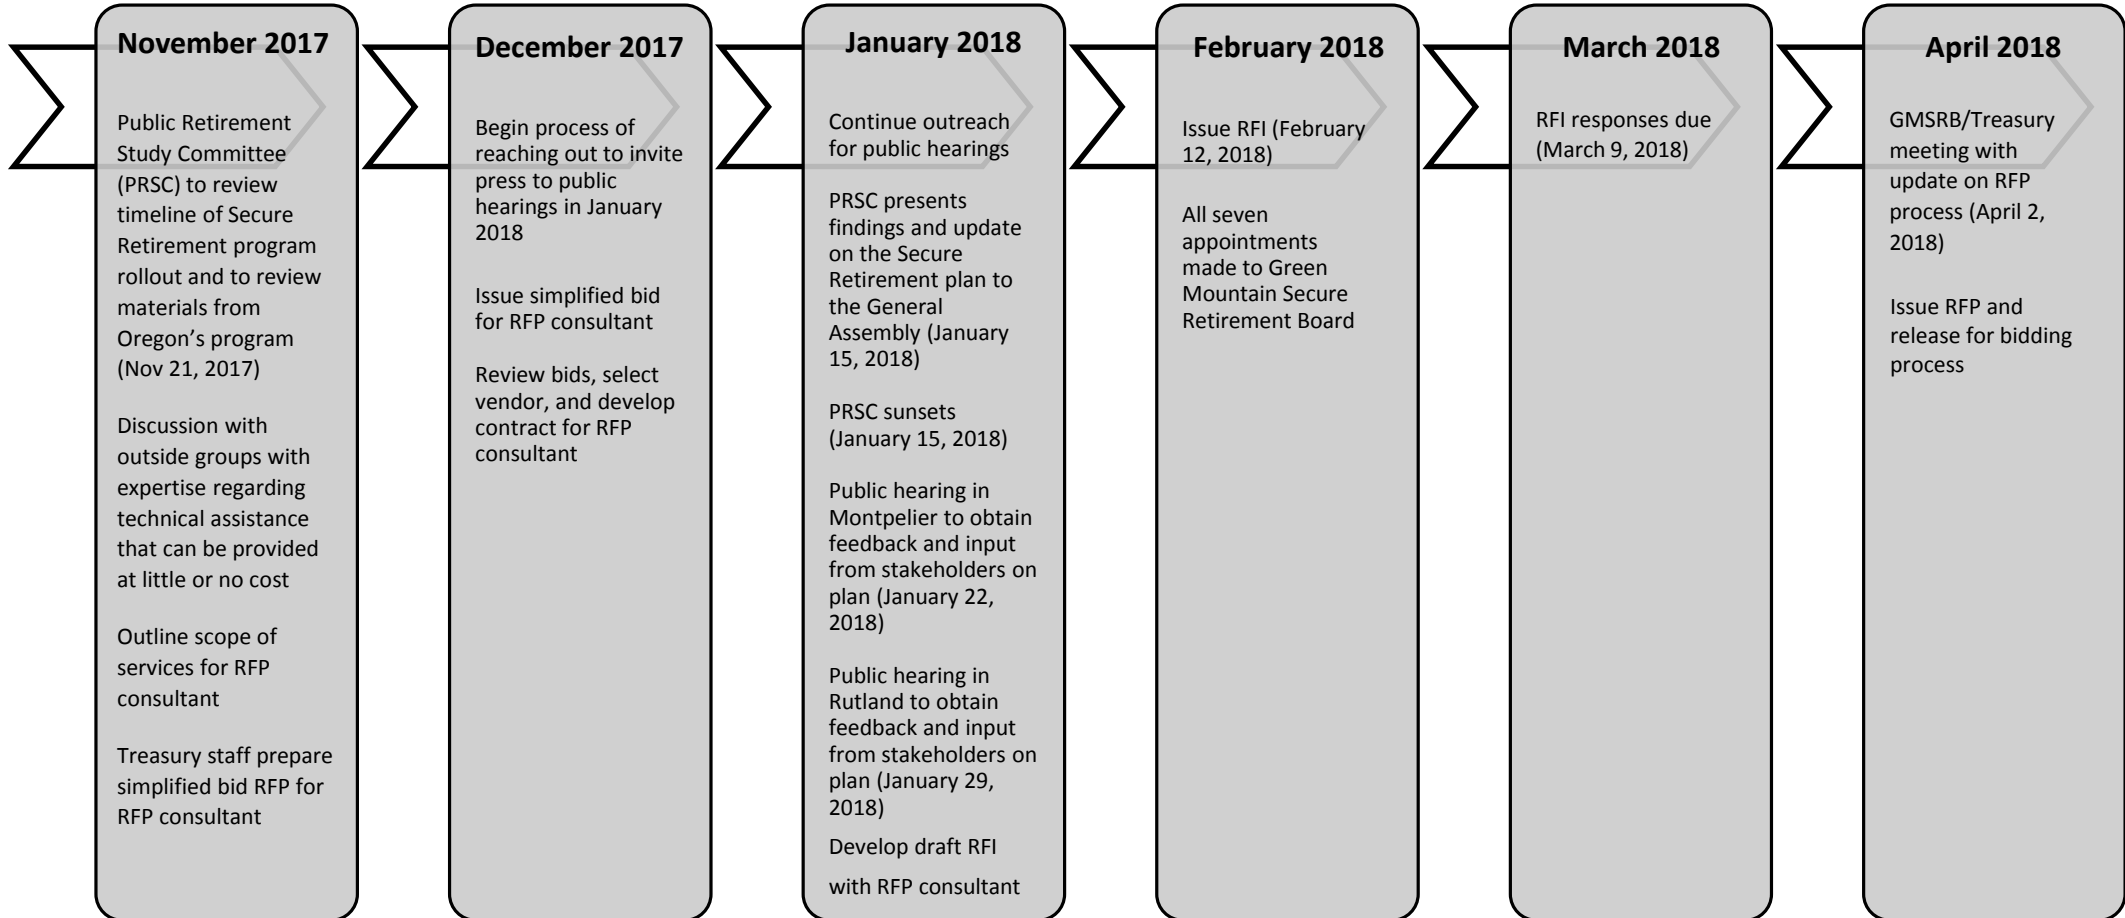 November 2017
Public Retirement
Study Committee
(PRSC) to review
timeline of Secure
Retirement program
rollout and to review
materials from
Oregon’s program
(Nov 21, 2017)
Discussion with
outside groups with
expertise regarding
technical assistance
that can be provided
at little or no cost
Outline scope of
services for RFP
consultant
Treasury staff prepare
simplified bid RFP for
RFP consultant
December 2017
Begin process of
reaching out to invite
press to public
hearings in January
2018
Issue simplified bid
for RFP consultant
Review bids, select
vendor, and develop
contract for RFP
consultant
January 2018
Continue outreach
for public hearings
PRSC presents
findings and update
on the Secure
Retirement plan to
the General
Assembly (January
15, 2018)
PRSC sunsets
(January 15, 2018)
Public hearing in
Montpelier to obtain
feedback and input
from stakeholders on
plan (January 22,
2018)
Public hearing in
Rutland to obtain
feedback and input
from stakeholders on
plan (January 29,
2018)
Develop draft RFI
with RFP consultant
February 2018
Issue RFI (February
12, 2018)
All seven
appointments
made to Green
Mountain Secure
Retirement Board
March 2018
RFI responses due
(March 9, 2018)
April 2018
GMSRB/Treasury
meeting with
update on RFP
process (April 2,
2018)
Issue RFP and
release for bidding
process